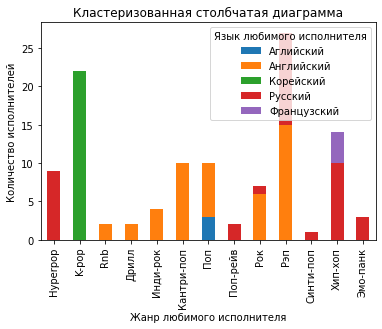 Кластеризованная столбчатая диаграмма
Количество исполнителей
25
20
15
10
5
0
Язык любимого исполнителя
Аглийский
Английский
Корейский
Русский
Французский
Hyperpop
K-pop
Rnb
Дрилл
Инди-рок
Кантри-поп
Поп
Поп-рейв
Рок
Рэп
Синти-поп
Хип-хоп
Эмо-панк
Жанр любимого исполнителя